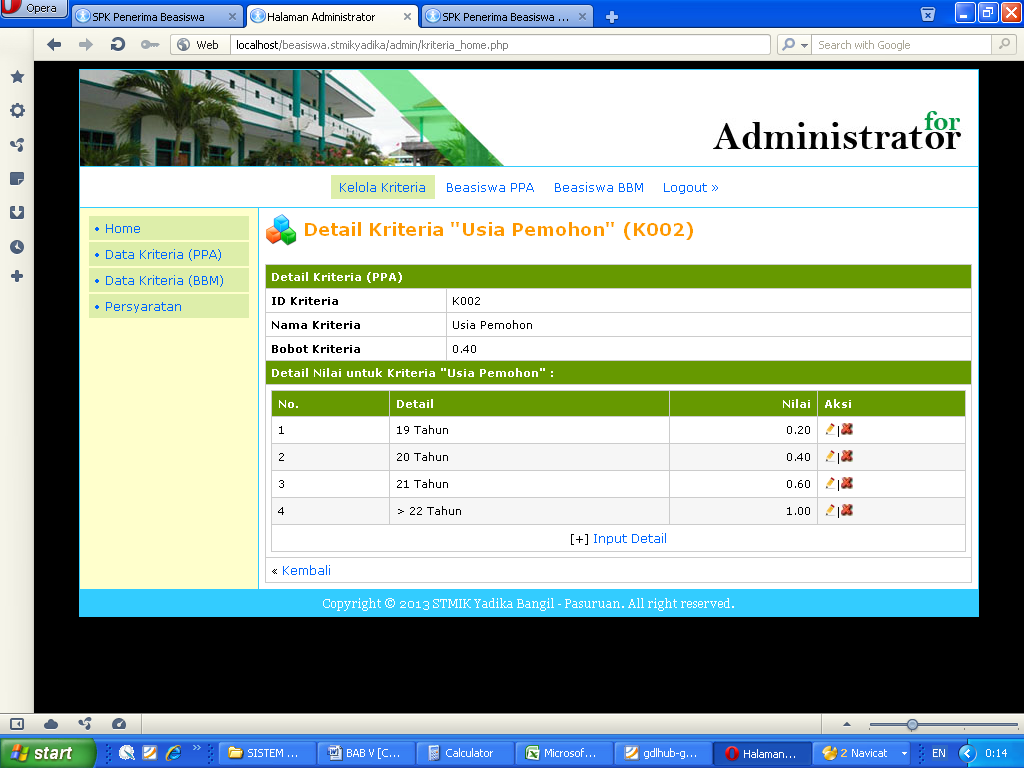 Opera
SPK Penerima Beasiswa
Halaman Administrator
SPK Penerima Beasiswa ...
Web
localhost/beasiswa.stmikyadika/admin/kriteria_home.php
Search with Google
Administrator
for
Kelola Kriteria
Beasiswa PPA
Beasiswa BBM
Logout »
• Home
• Data Kriteria (PPA)
• Data Kriteria (BBM)
• Persyaratan
Detail Kriteria "Usia Pemohon" (K002)
Detail Kriteria (PPA)
ID Kriteria K002
Nama Kriteria Usia Pemohon
Bobot Kriteria 0.40
Detail Nilai untuk Kriteria "Usia Pemohon" :
No. Detail Nilai Aksi
1 19 Tahun 0.20 |
2 20 Tahun 0.40 |
3 21 Tahun 0.60 |
4 > 22 Tahun 1.00 |
[+] Input Detail
« Kembali
Copyright © 2013 STMIK Yadika Bangil - Pasuruan. All right reserved.
start
SISTEM ...
BAB V [C...
Calculator
Microsof...
gdlhub-g...
Halaman...
2 Navicat
EN
0:14